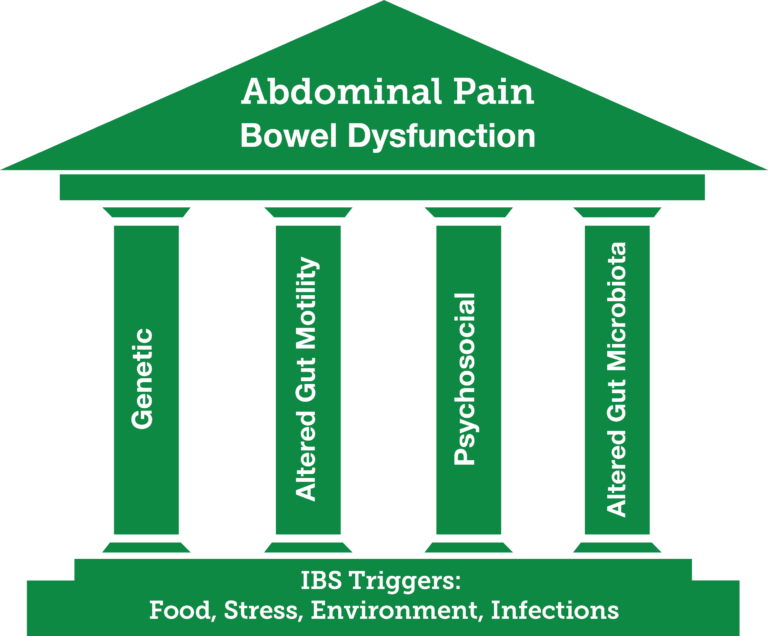 Abdominal Pain
Bowel Dysfunction
Genetic
Altered Gut Motility
Psychosocial
Altered Gut Microbiota
IBS Triggers:
Food, Stress, Environment, Infections